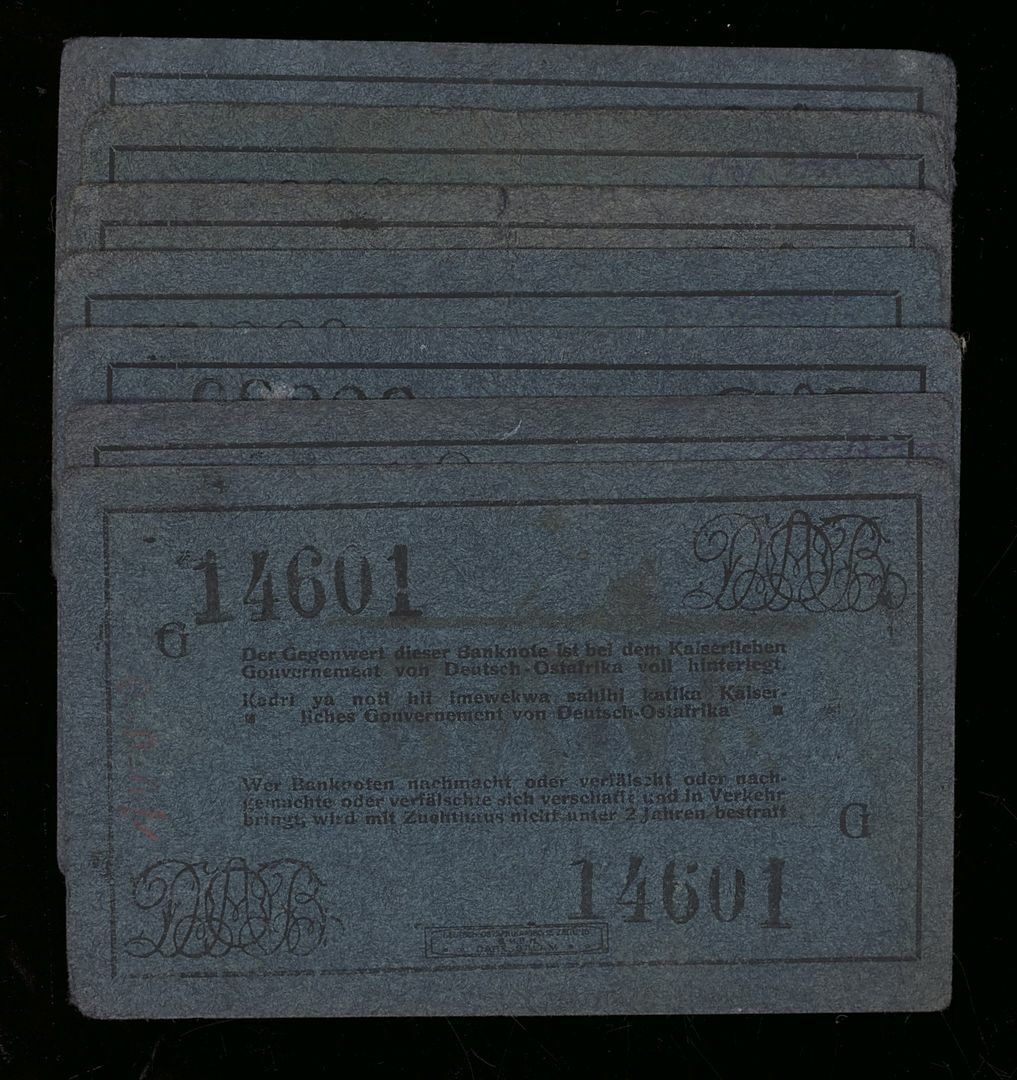 14601
DOAB
G
Der Gegenwert dieser Banknote ist bei dem Kaiserlichen
Gouvernement von Deutsch-Ostafrika voll hinterlegt.
Kadri ya noti hii imewekwa sahihi katika Kaiser-
liches Gouvernement von Deutsch-Ostafrika
Wer Banknoten nachmacht oder verfälscht oder nach-
gemachte oder verfälschte sich verschafft und in Verkehr
bringt, wird mit Zuchthaus nicht unter 2 Jahren bestraft
G
14601
DOAB